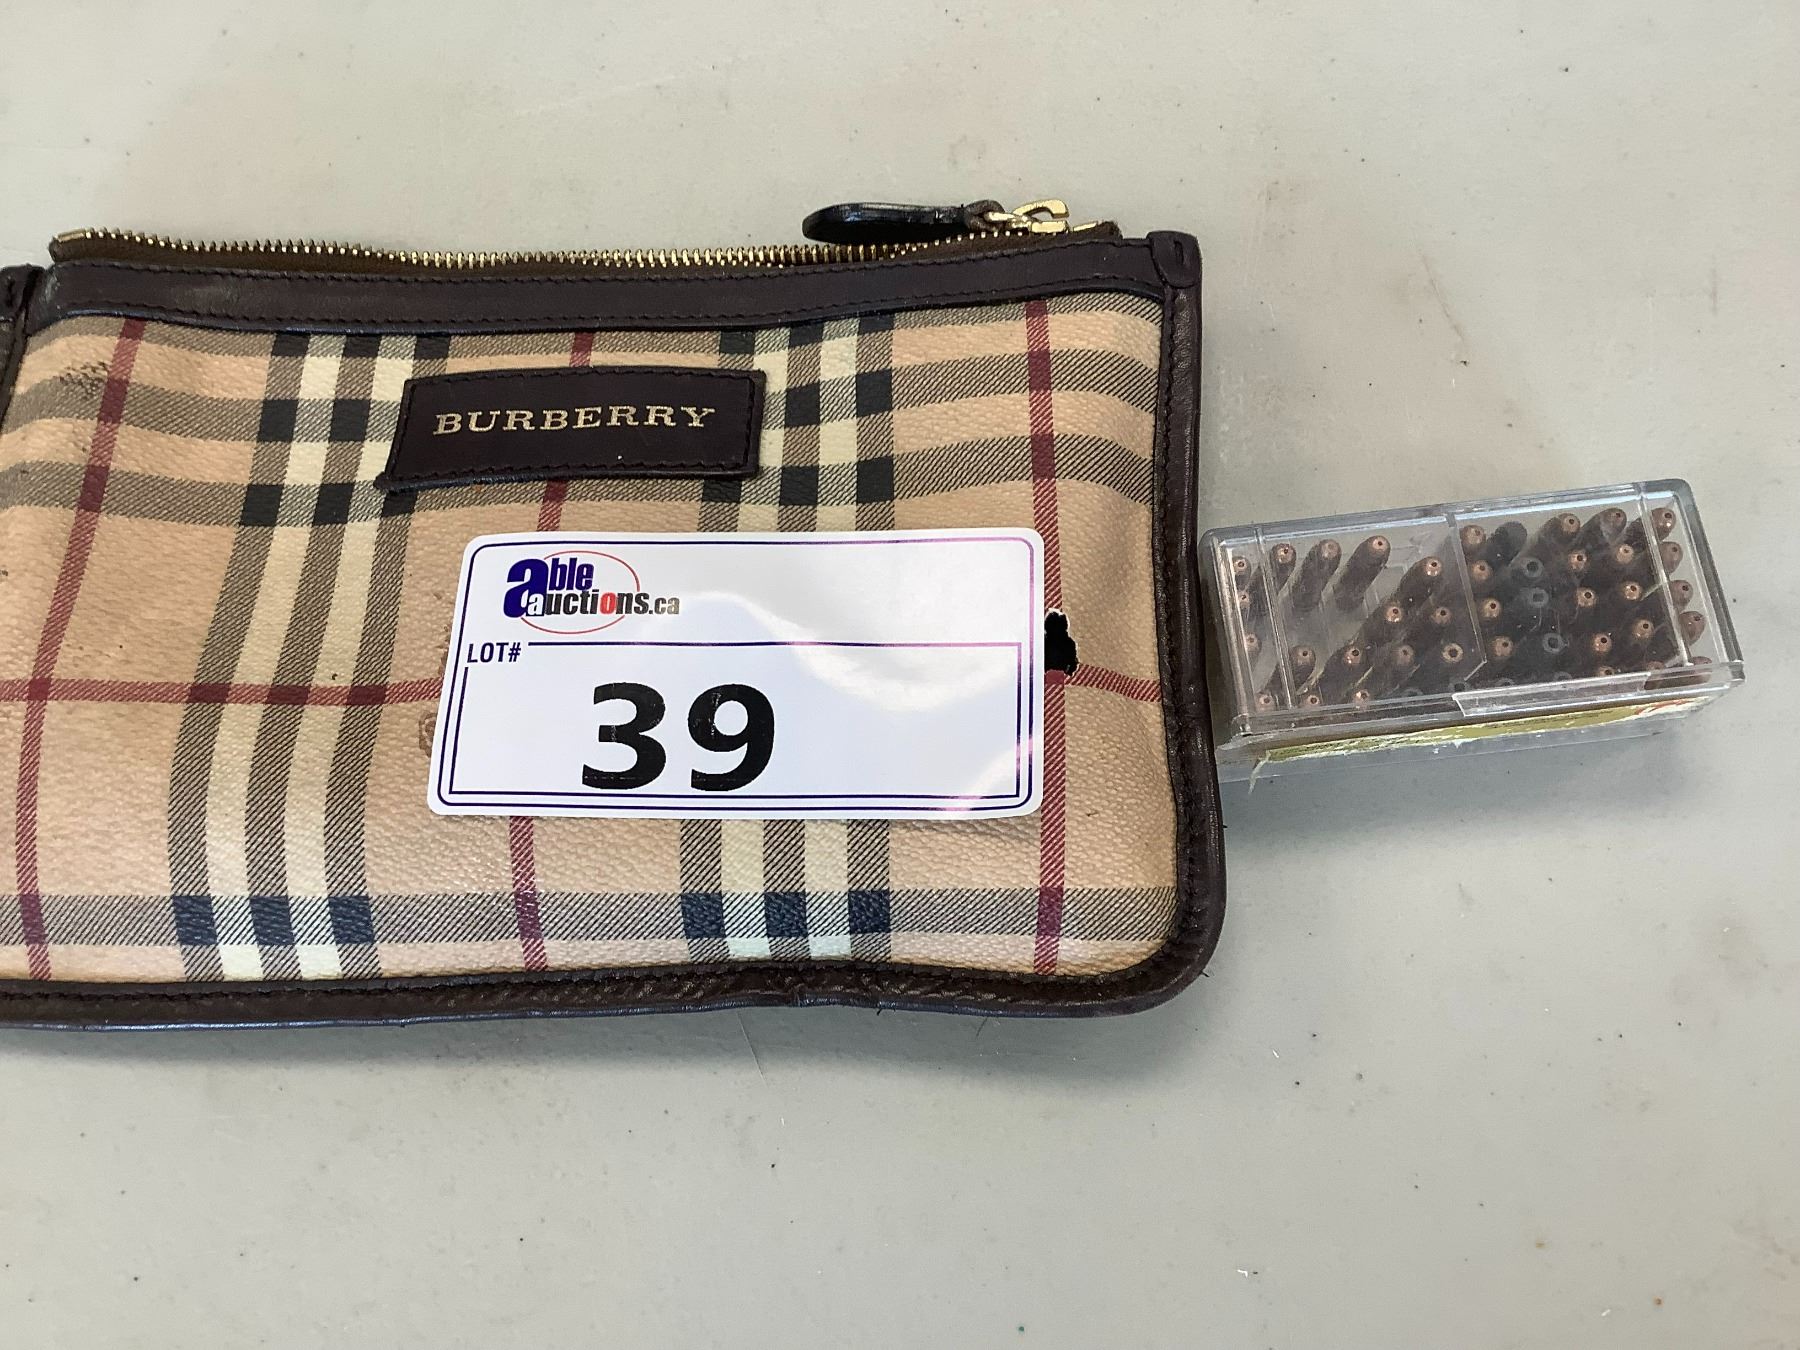 BURBERRY
able
auctions.ca
LOT#
39